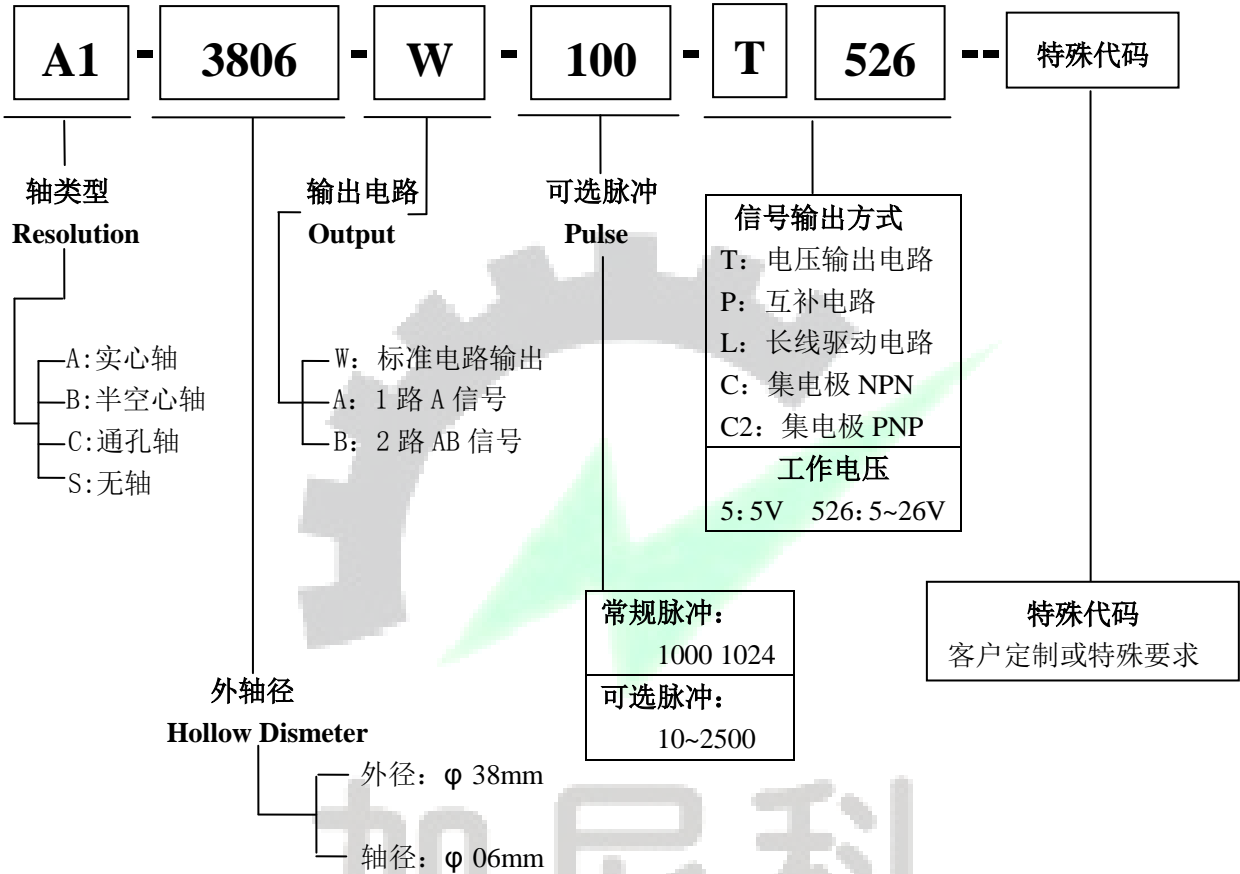 A1 - 3806 - W - 100 - T 526 -- 特殊代码
轴类型
Resolution
A:实心轴
B:半空心轴
C:通孔轴
S:无轴
输出电路
Output
W：标准电路输出
A：1 路 A 信号
B：2 路 AB 信号
可选脉冲
Pulse
信号输出方式
T：电压输出电路
P：互补电路
L：长线驱动电路
C：集电极 NPN
C2：集电极 PNP
工作电压
5:5V 526:5~26V
常规脉冲：
1000 1024
可选脉冲：
10~2500
特殊代码
客户定制或特殊要求
外轴径
Hollow Dismeter
外径：φ 38mm
轴径：φ 06mm
加尼科